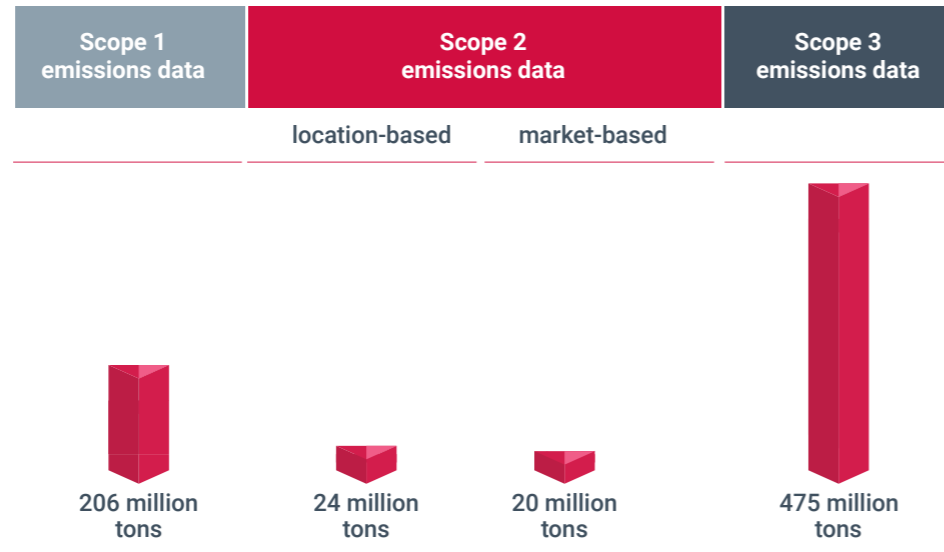 Scope 1
emissions data
Scope 2
emissions data
Scope 3
emissions data
location-based
market-based
206 million
tons
24 million
tons
20 million
tons
475 million
tons